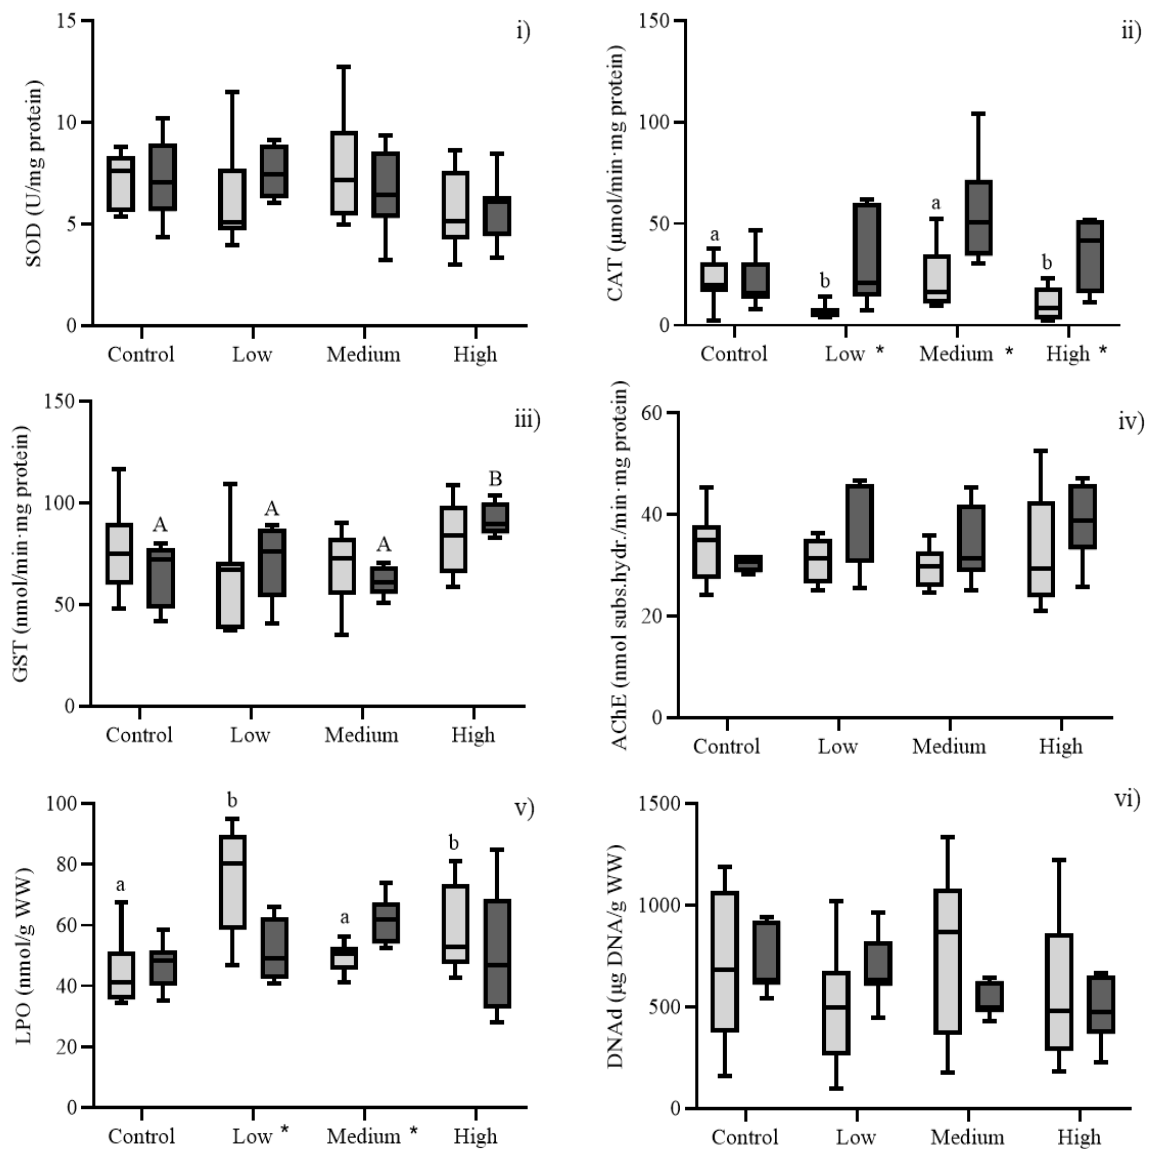 i)
SOD (U/mg protein)
15
10
5
0
Control Low Medium High
ii)
CAT (µmol/min·mg protein)
150
100
50
0
a
b
a
b
Control Low * Medium * High *
iii)
GST (nmol/min·mg protein)
150
100
50
0
A
A
A
B
Control Low Medium High
iv)
AChE (nmol subs.hydr./min·mg protein)
60
40
20
0
Control Low Medium High
v)
LPO (nmol/g WW)
100
80
60
40
20
0
a
b
a
b
Control Low * Medium * High
vi)
DNAd (µg DNA/g WW)
1500
1000
500
0
Control Low Medium High